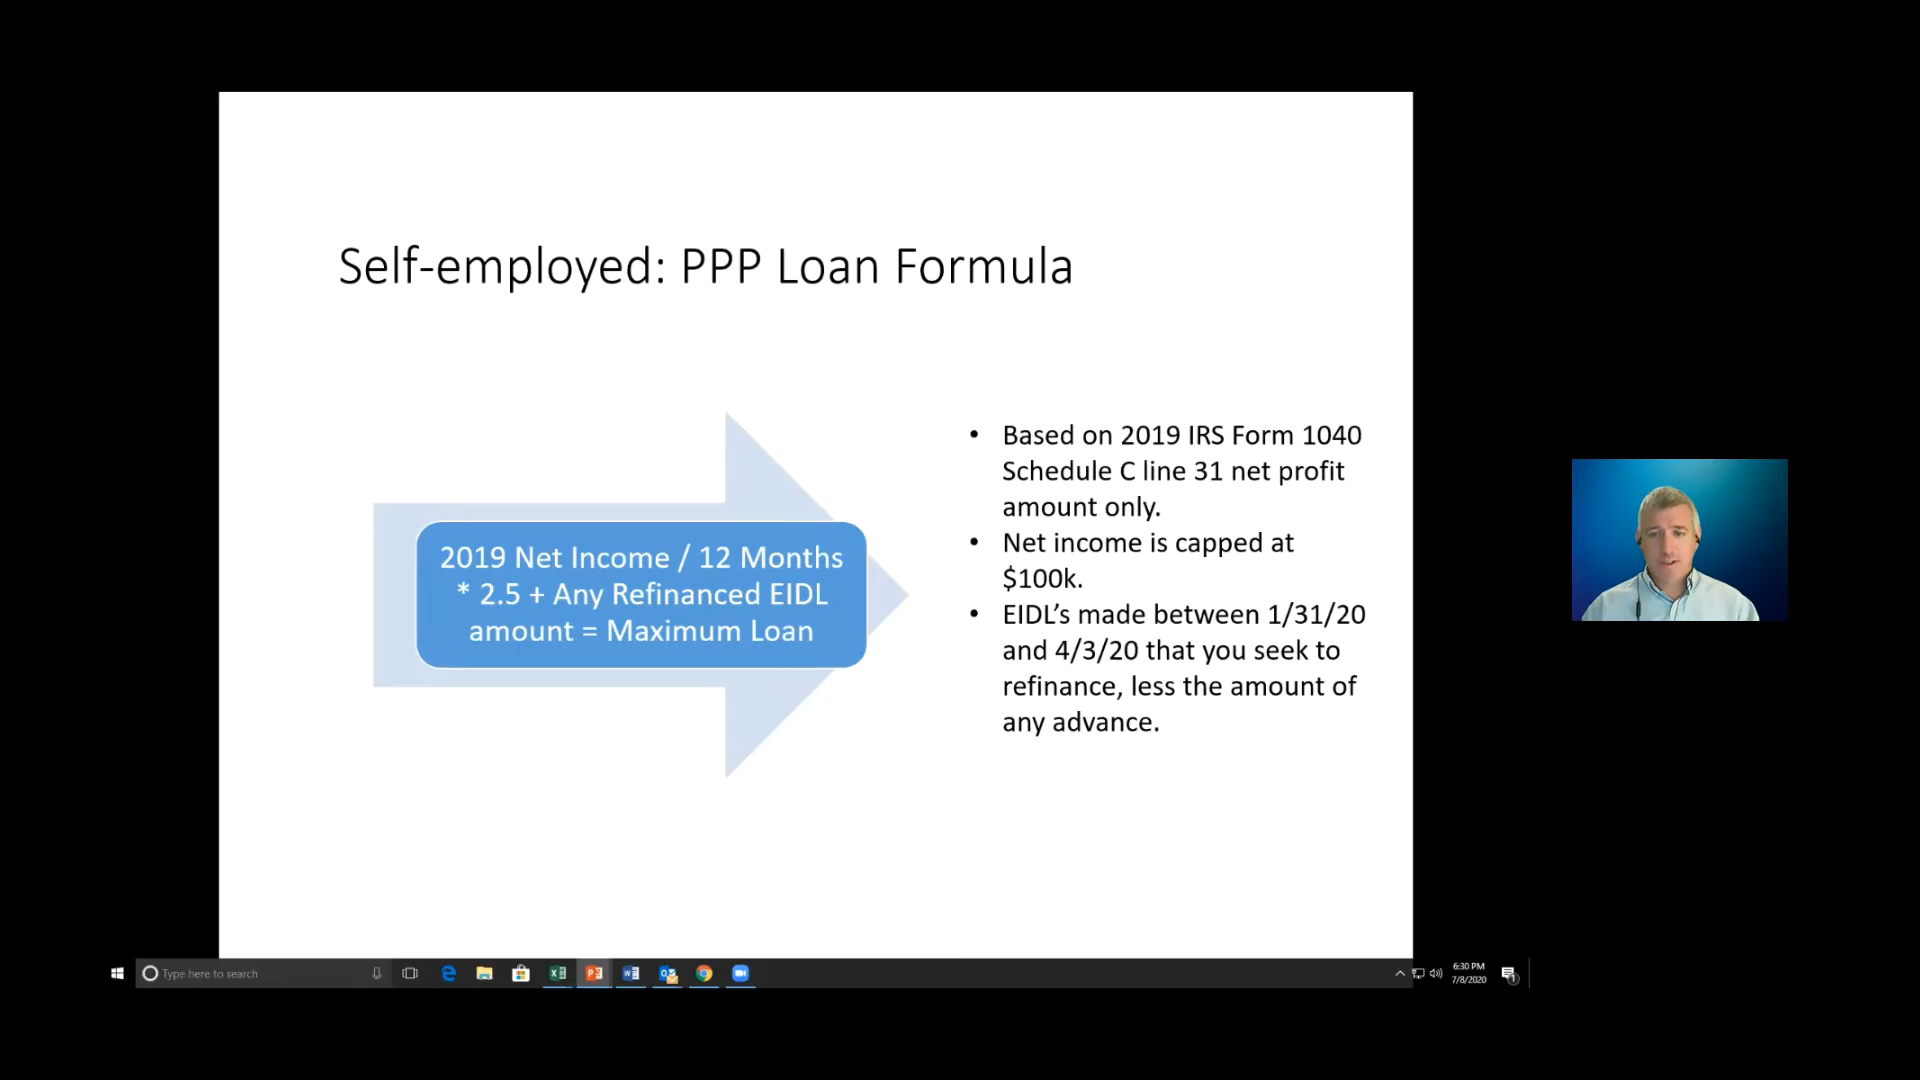 Self-employed: PPP Loan Formula
2019 Net Income / 12 Months
* 2.5 + Any Refinanced EIDL
amount = Maximum Loan
• Based on 2019 IRS Form 1040
Schedule C line 31 net profit
amount only.
• Net income is capped at
$100k.
• EIDL’s made between 1/31/20
and 4/3/20 that you seek to
refinance, less the amount of
any advance.
Type here to search
6:30 PM
7/8/2020